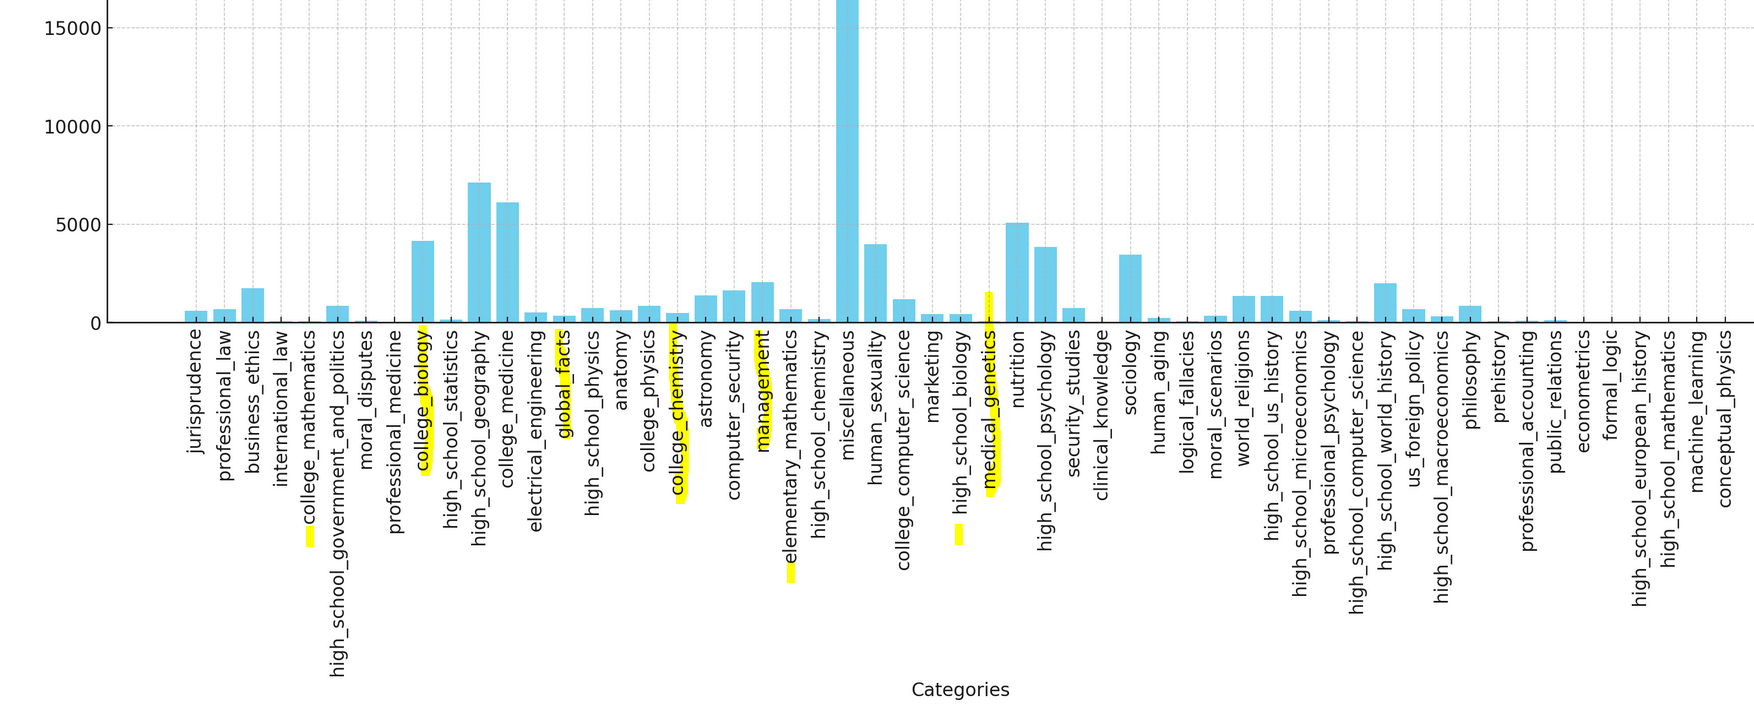 15000
10000
5000
0
jurisprudence
professional_law
business_ethics
international_law
college_mathematics
high_school_government_and_politics
moral_disputes
professional_medicine
college_biology
high_school_statistics
high_school_geography
college_medicine
electrical_engineering
global_facts
high_school_physics
anatomy
college_physics
college_chemistry
astronomy
computer_security
management
elementary_mathematics
high_school_chemistry
miscellaneous
human_sexuality
college_computer_science
marketing
high_school_biology
medical_genetics
nutrition
high_school_psychology
security_studies
clinical_knowledge
sociology
human_aging
logical_fallacies
moral_scenarios
world_religions
high_school_us_history
high_school_microeconomics
professional_psychology
high_school_computer_science
high_school_world_history
us_foreign_policy
high_school_macroeconomics
philosophy
prehistory
professional_accounting
public_relations
econometrics
formal_logic
high_school_european_history
high_school_mathematics
machine_learning
conceptual_physics
Categories